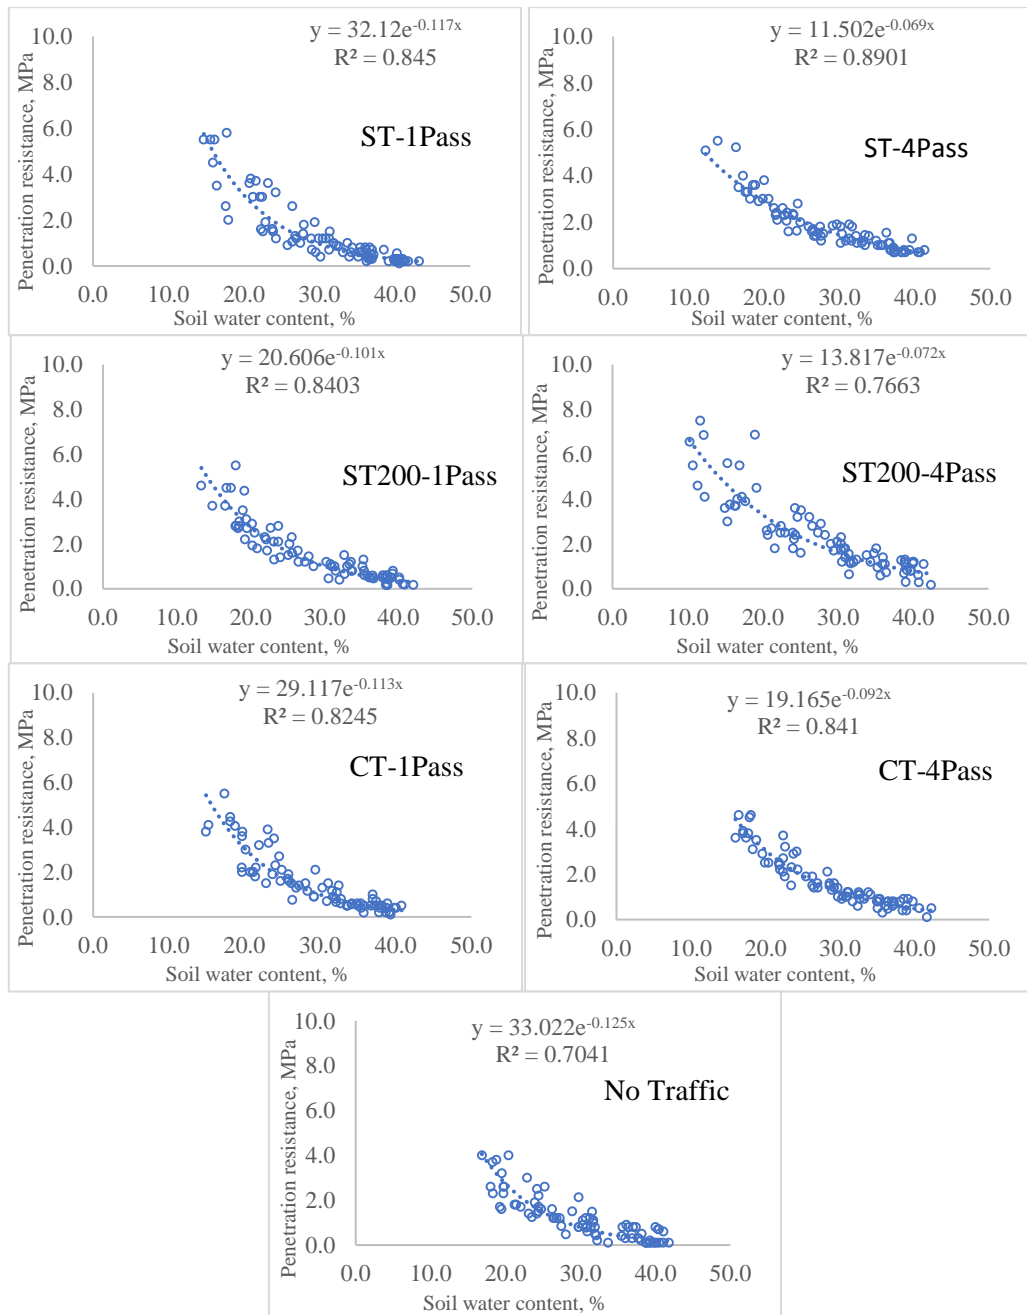 y = 32.12e^-0.117x
R² = 0.845
ST-1Pass
Penetration resistance, MPa
10.0
8.0
6.0
4.0
2.0
0.0
0.0 10.0 20.0 30.0 40.0 50.0
Soil water content, %
y = 11.502e^-0.069x
R² = 0.8901
ST-4Pass
Penetration resistance, MPa
10.0
8.0
6.0
4.0
2.0
0.0
0.0 10.0 20.0 30.0 40.0 50.0
Soil water content, %
y = 20.606e^-0.101x
R² = 0.8403
ST200-1Pass
Penetration resistance, MPa
10.0
8.0
6.0
4.0
2.0
0.0
0.0 10.0 20.0 30.0 40.0 50.0
Soil water content, %
y = 13.817e^-0.072x
R² = 0.7663
ST200-4Pass
Penetration resistance, MPa
10.0
8.0
6.0
4.0
2.0
0.0
0.0 10.0 20.0 30.0 40.0 50.0
Soil water content, %
y = 29.117e^-0.113x
R² = 0.8245
CT-1Pass
Penetration resistance, MPa
10.0
8.0
6.0
4.0
2.0
0.0
0.0 10.0 20.0 30.0 40.0 50.0
Soil water content, %
y = 19.165e^-0.092x
R² = 0.841
CT-4Pass
Penetration resistance, MPa
10.0
8.0
6.0
4.0
2.0
0.0
0.0 10.0 20.0 30.0 40.0 50.0
Soil water content, %
y = 33.022e^-0.125x
R² = 0.7041
No Traffic
Penetration resistance, MPa
10.0
8.0
6.0
4.0
2.0
0.0
0.0 10.0 20.0 30.0 40.0 50.0
Soil water content, %